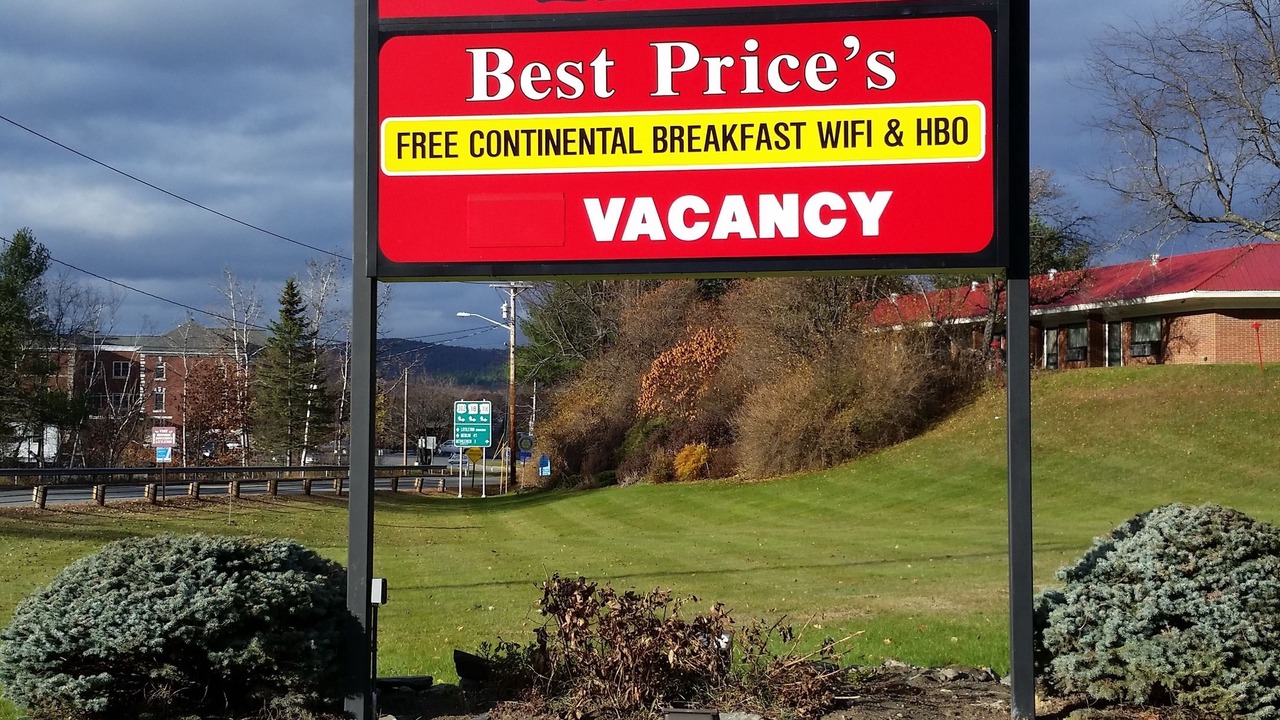 Best Price's
FREE CONTINENTAL BREAKFAST WIFI & HBO
VACANCY